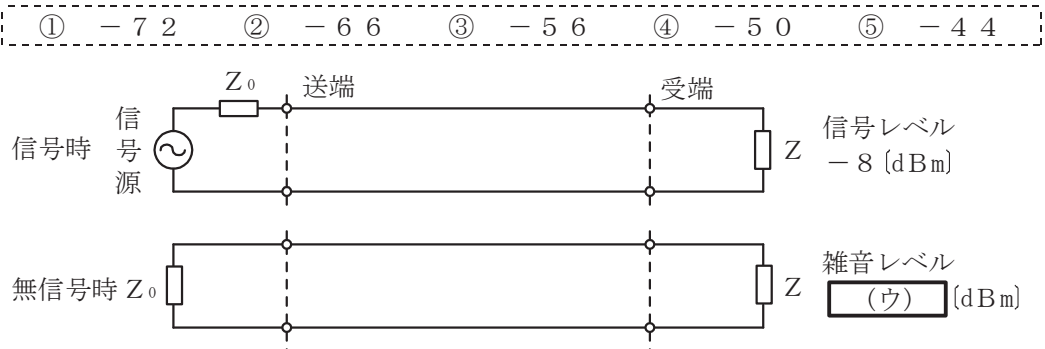 ① －７２ ② －６６ ③ －５６ ④ －５０ ⑤ －４４
Ｚ₀ 送端 受端
信号時 信号源 Ｚ 信号レベル
－８〔dＢm〕
無信号時 Ｚ₀ Ｚ 雑音レベル
(ウ) 〔dＢm〕